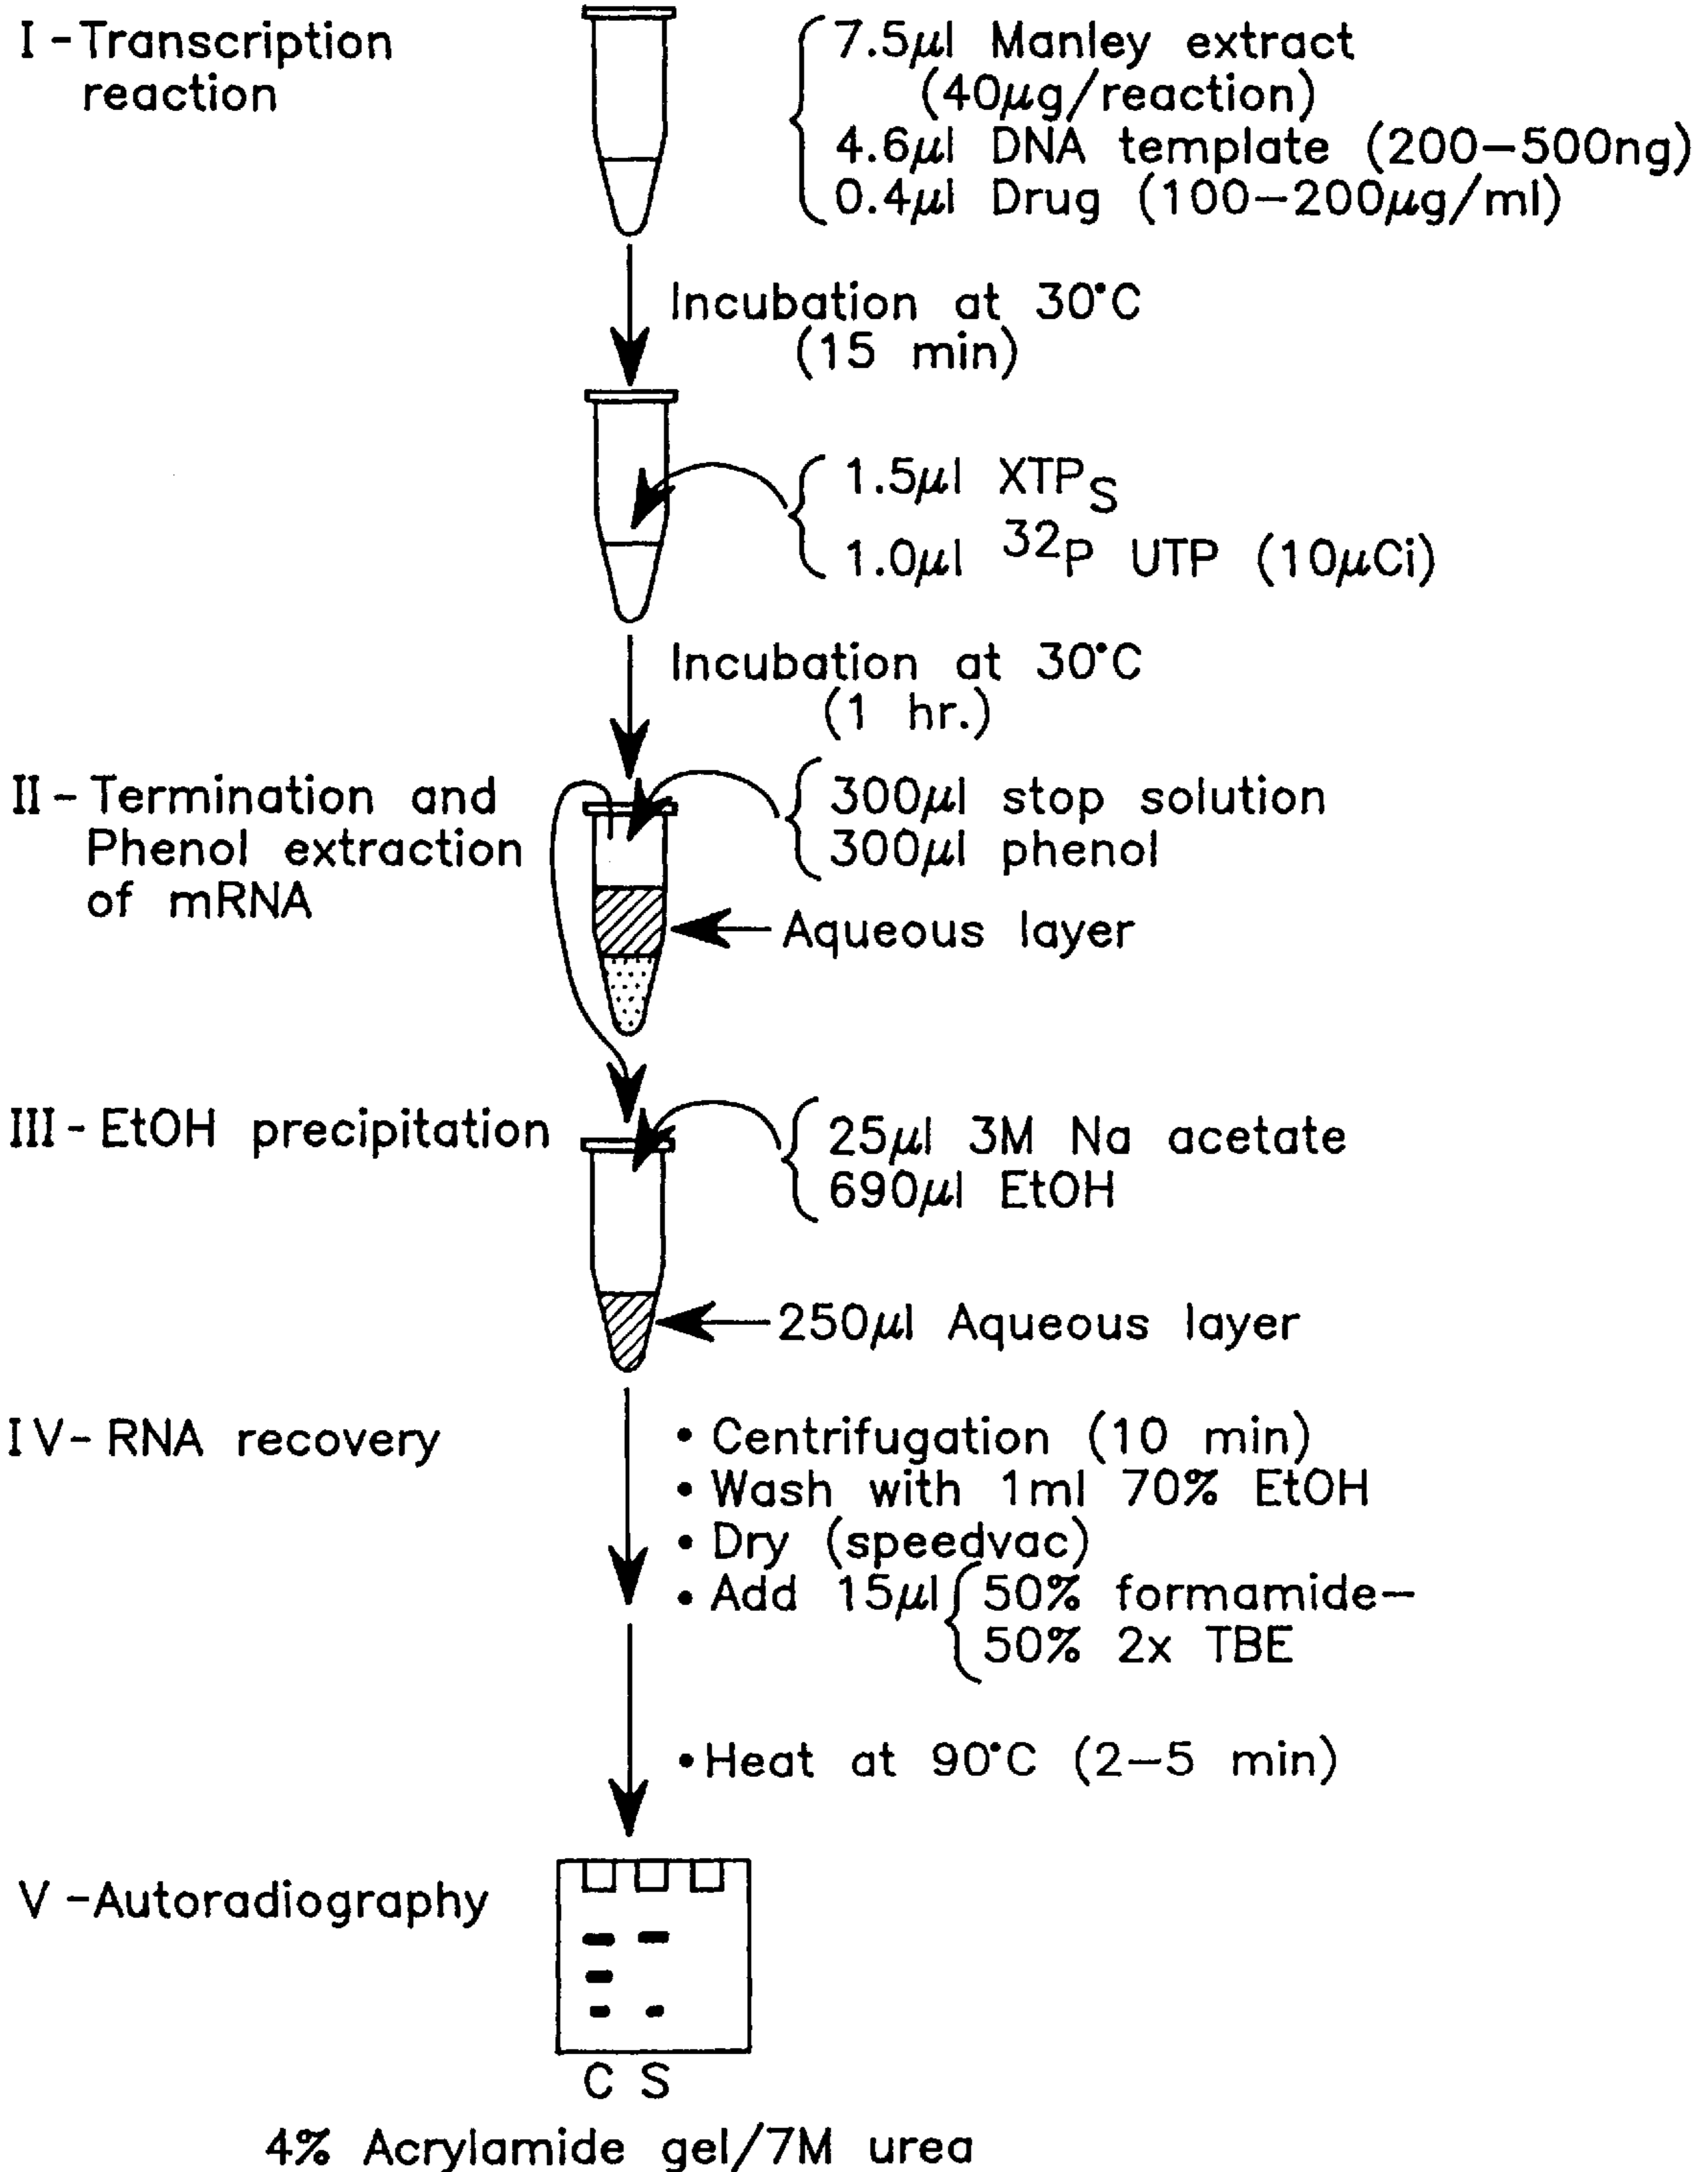 I - Transcription
reaction
7.5µl Manley extract
(40µg/reaction)
4.6µl DNA template (200-500ng)
0.4µl Drug (100-200µg/ml)
Incubation at 30°C
(15 min)
1.5µl XTPS
1.0µl 32P UTP (10µCi)
Incubation at 30°C
(1 hr.)
II - Termination and
Phenol extraction
of mRNA
300µl stop solution
300µl phenol
Aqueous layer
III - EtOH precipitation
25µl 3M Na acetate
690µl EtOH
250µl Aqueous layer
IV - RNA recovery
• Centrifugation (10 min)
• Wash with 1ml 70% EtOH
• Dry (speedvac)
• Add 15µl 50% formamide-
50% 2x TBE
• Heat at 90°C (2-5 min)
V - Autoradiography
C S
4% Acrylamide gel/7M urea